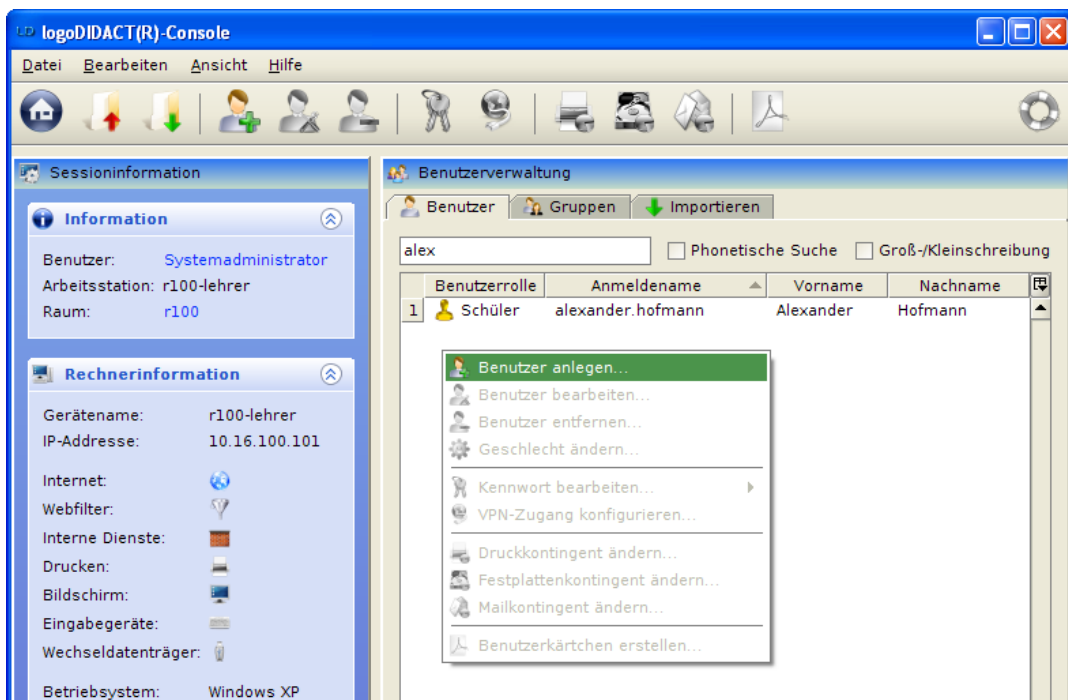 LD logoDIDACT(R)-Console
Datei Bearbeiten Ansicht Hilfe
Sessioninformation
Information
Benutzer: Systemadministrator
Arbeitsstation: r100-lehrer
Raum: r100
Rechnerinformation
Gerätename: r100-lehrer
IP-Addresse: 10.16.100.101
Internet:
Webfilter:
Interne Dienste:
Drucken:
Bildschirm:
Eingabegeräte:
Wechseldatenträger:
Betriebsystem: Windows XP
Benutzerverwaltung
Benutzer Gruppen Importieren
alex Phonetische Suche Groß-/Kleinschreibung
Benutzerrolle Anmeldename Vorname Nachname
1 Schüler alexander.hofmann Alexander Hofmann
Benutzer anlegen...
Benutzer bearbeiten...
Benutzer entfernen...
Geschlecht ändern...
Kennwort bearbeiten...
VPN-Zugang konfigurieren...
Druckkontingent ändern...
Festplattenkontingent ändern...
Mailkontingent ändern...
Benutzerkärtchen erstellen...